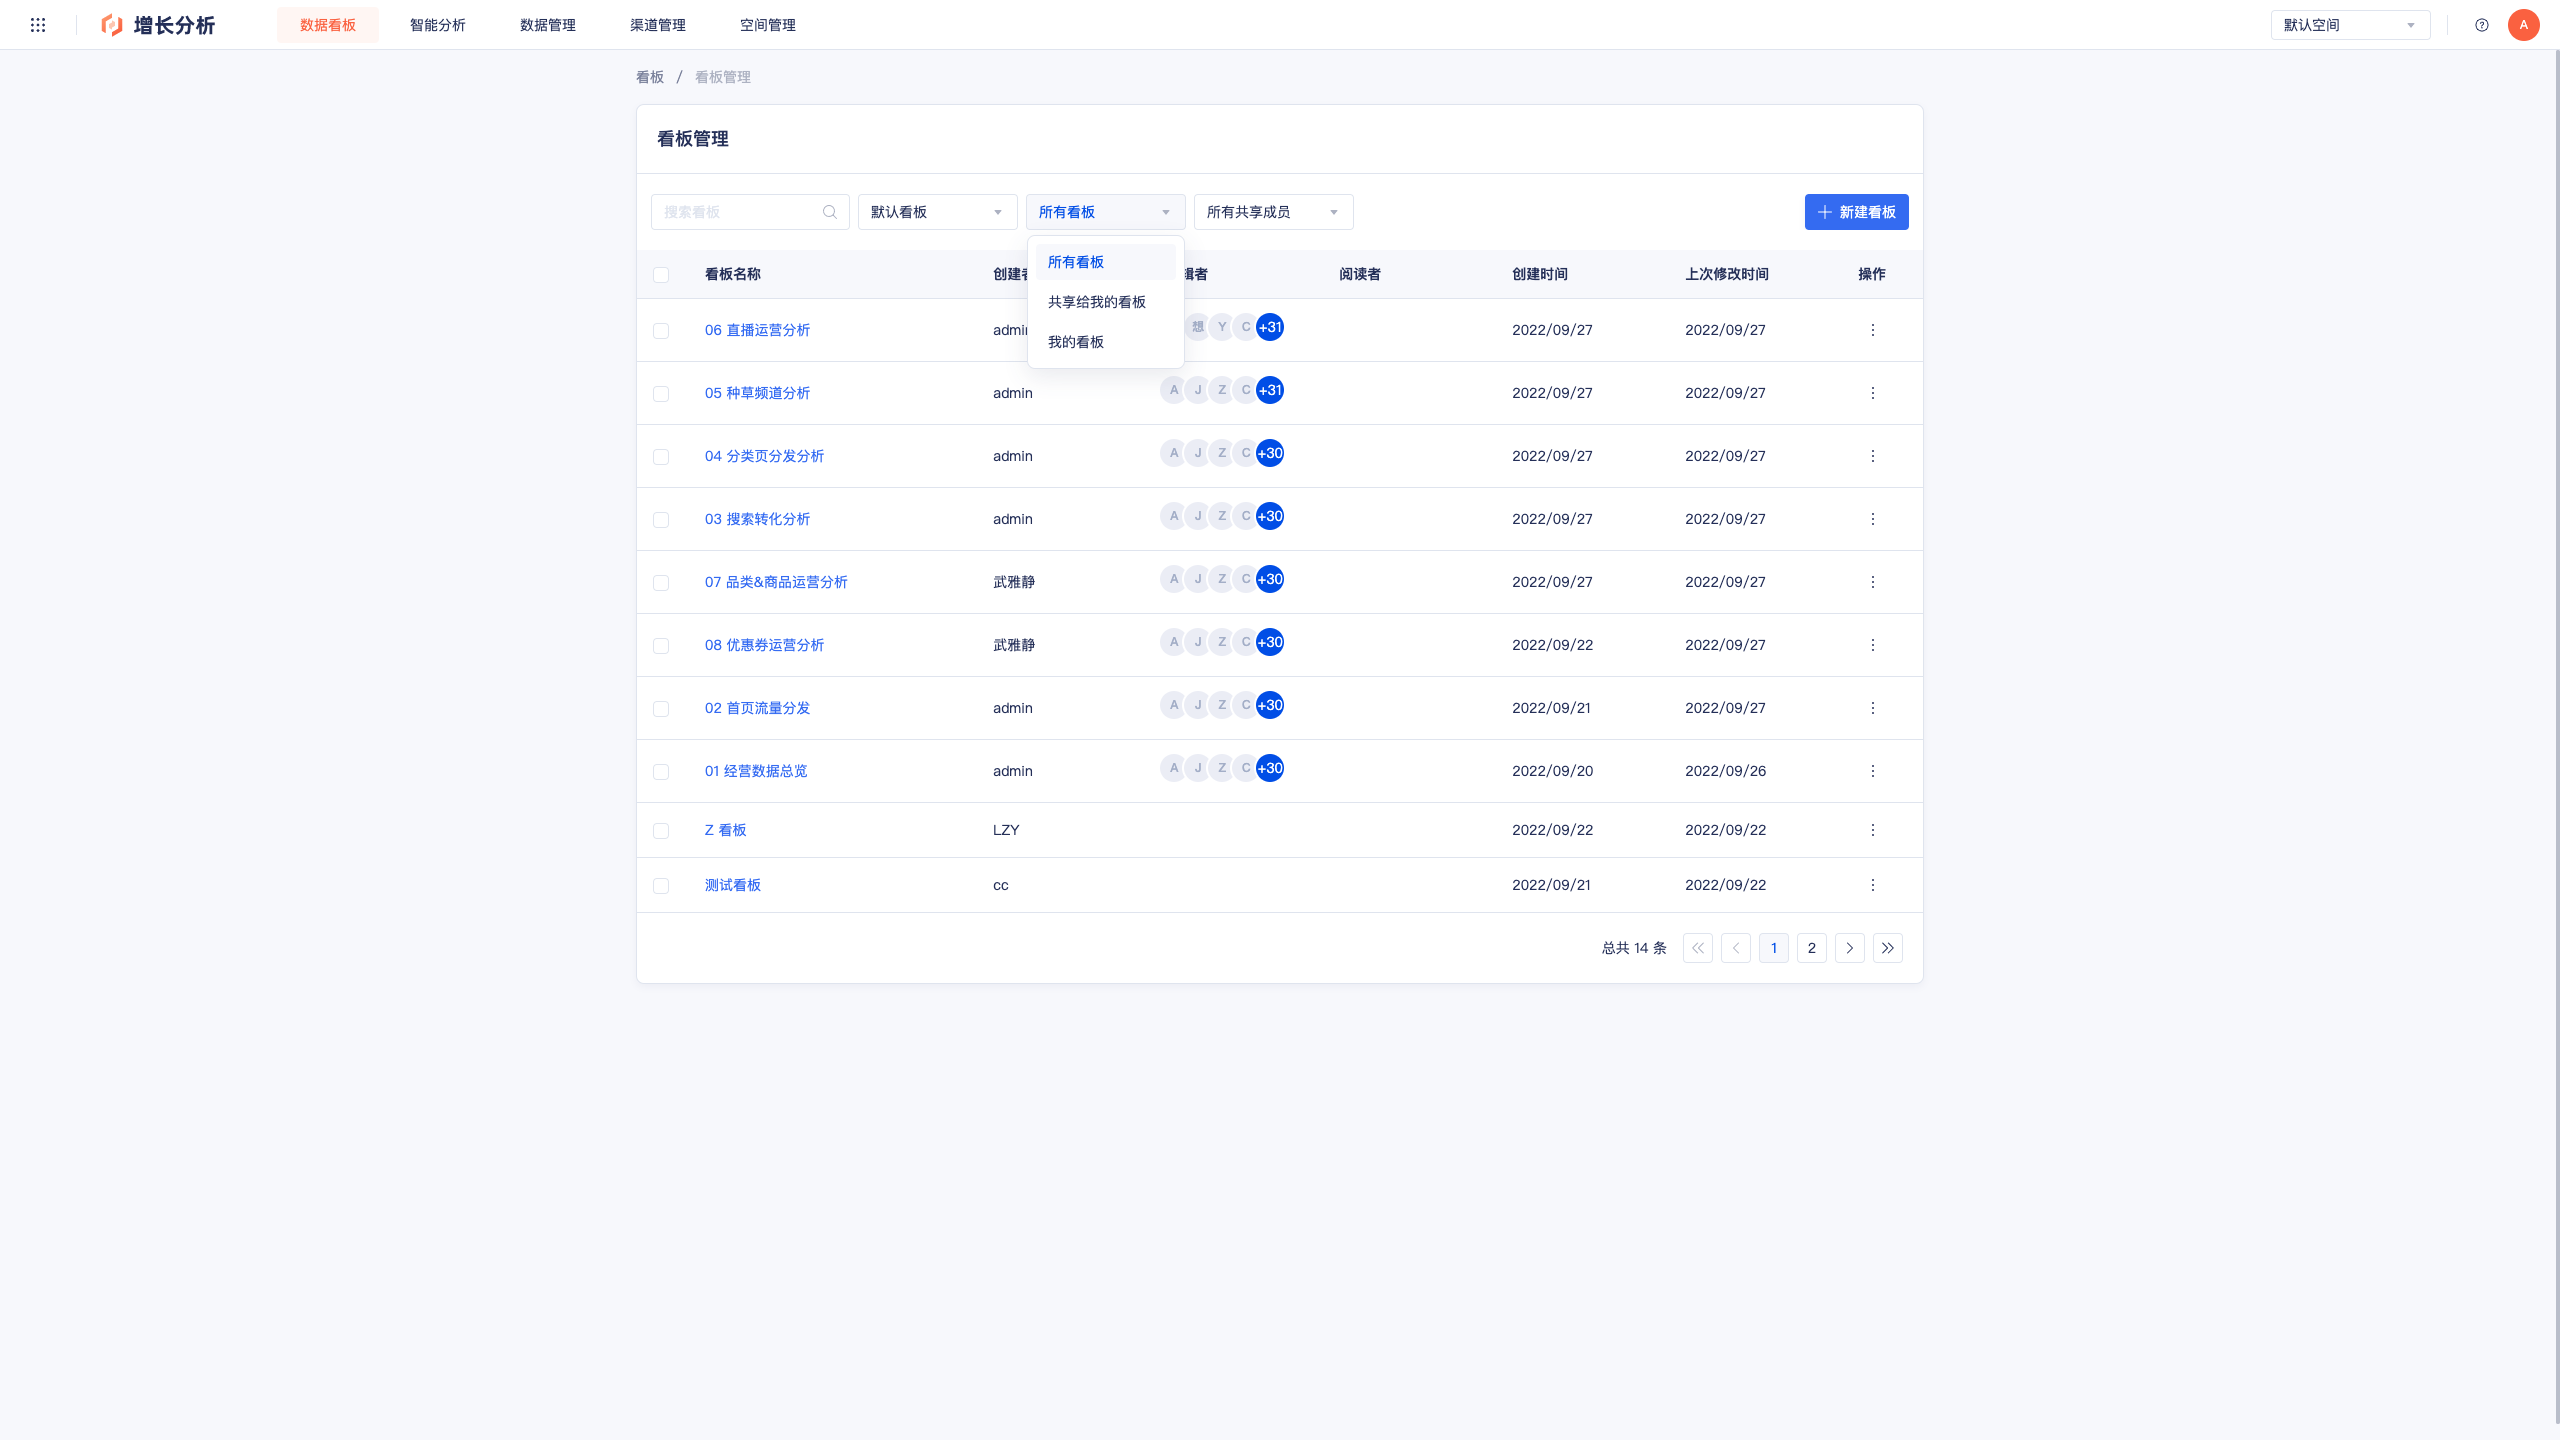 增长分析 数据看板 智能分析 数据管理 渠道管理 空间管理 默认空间 A
看板 / 看板管理
看板管理
搜索看板 默认看板 所有看板 所有共享成员 新建看板
所有看板
共享给我的看板
我的看板
看板名称 创建者 辑者 阅读者 创建时间 上次修改时间 操作
06 直播运营分析 admin 想 Y C +31 2022/09/27 2022/09/27
05 种草频道分析 admin A J Z C +31 2022/09/27 2022/09/27
04 分类页分发分析 admin A J Z C +30 2022/09/27 2022/09/27
03 搜索转化分析 admin A J Z C +30 2022/09/27 2022/09/27
07 品类&商品运营分析 武雅静 A J Z C +30 2022/09/27 2022/09/27
08 优惠券运营分析 武雅静 A J Z C +30 2022/09/22 2022/09/27
02 首页流量分发 admin A J Z C +30 2022/09/21 2022/09/27
01 经营数据总览 admin A J Z C +30 2022/09/20 2022/09/26
Z 看板 LZY 2022/09/22 2022/09/22
测试看板 cc 2022/09/21 2022/09/22
总共 14 条 1 2